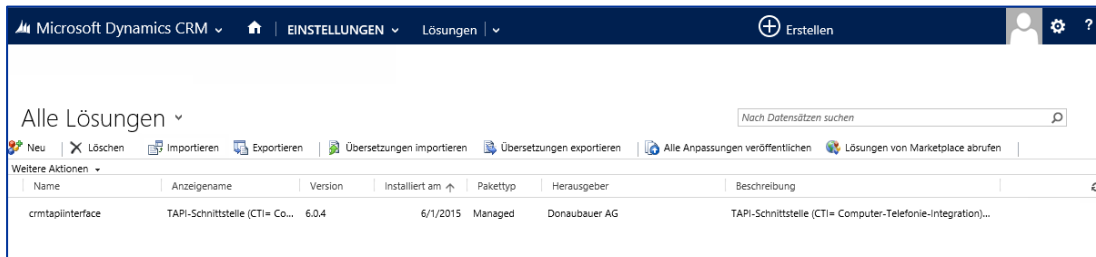 Microsoft Dynamics CRM EINSTELLUNGEN Lösungen Erstellen ?
Alle Lösungen Nach Datensätzen suchen
Neu Löschen Importieren Exportieren Übersetzungen importieren Übersetzungen exportieren Alle Anpassungen veröffentlichen Lösungen von Marketplace abrufen
Weitere Aktionen
Name Anzeigename Version Installiert am Pakettyp Herausgeber Beschreibung
crmtapiinterface TAPI-Schnittstelle (CTI= Co... 6.0.4 6/1/2015 Managed Donaubauer AG TAPI-Schnittstelle (CTI= Computer-Telefonie-Integration)...